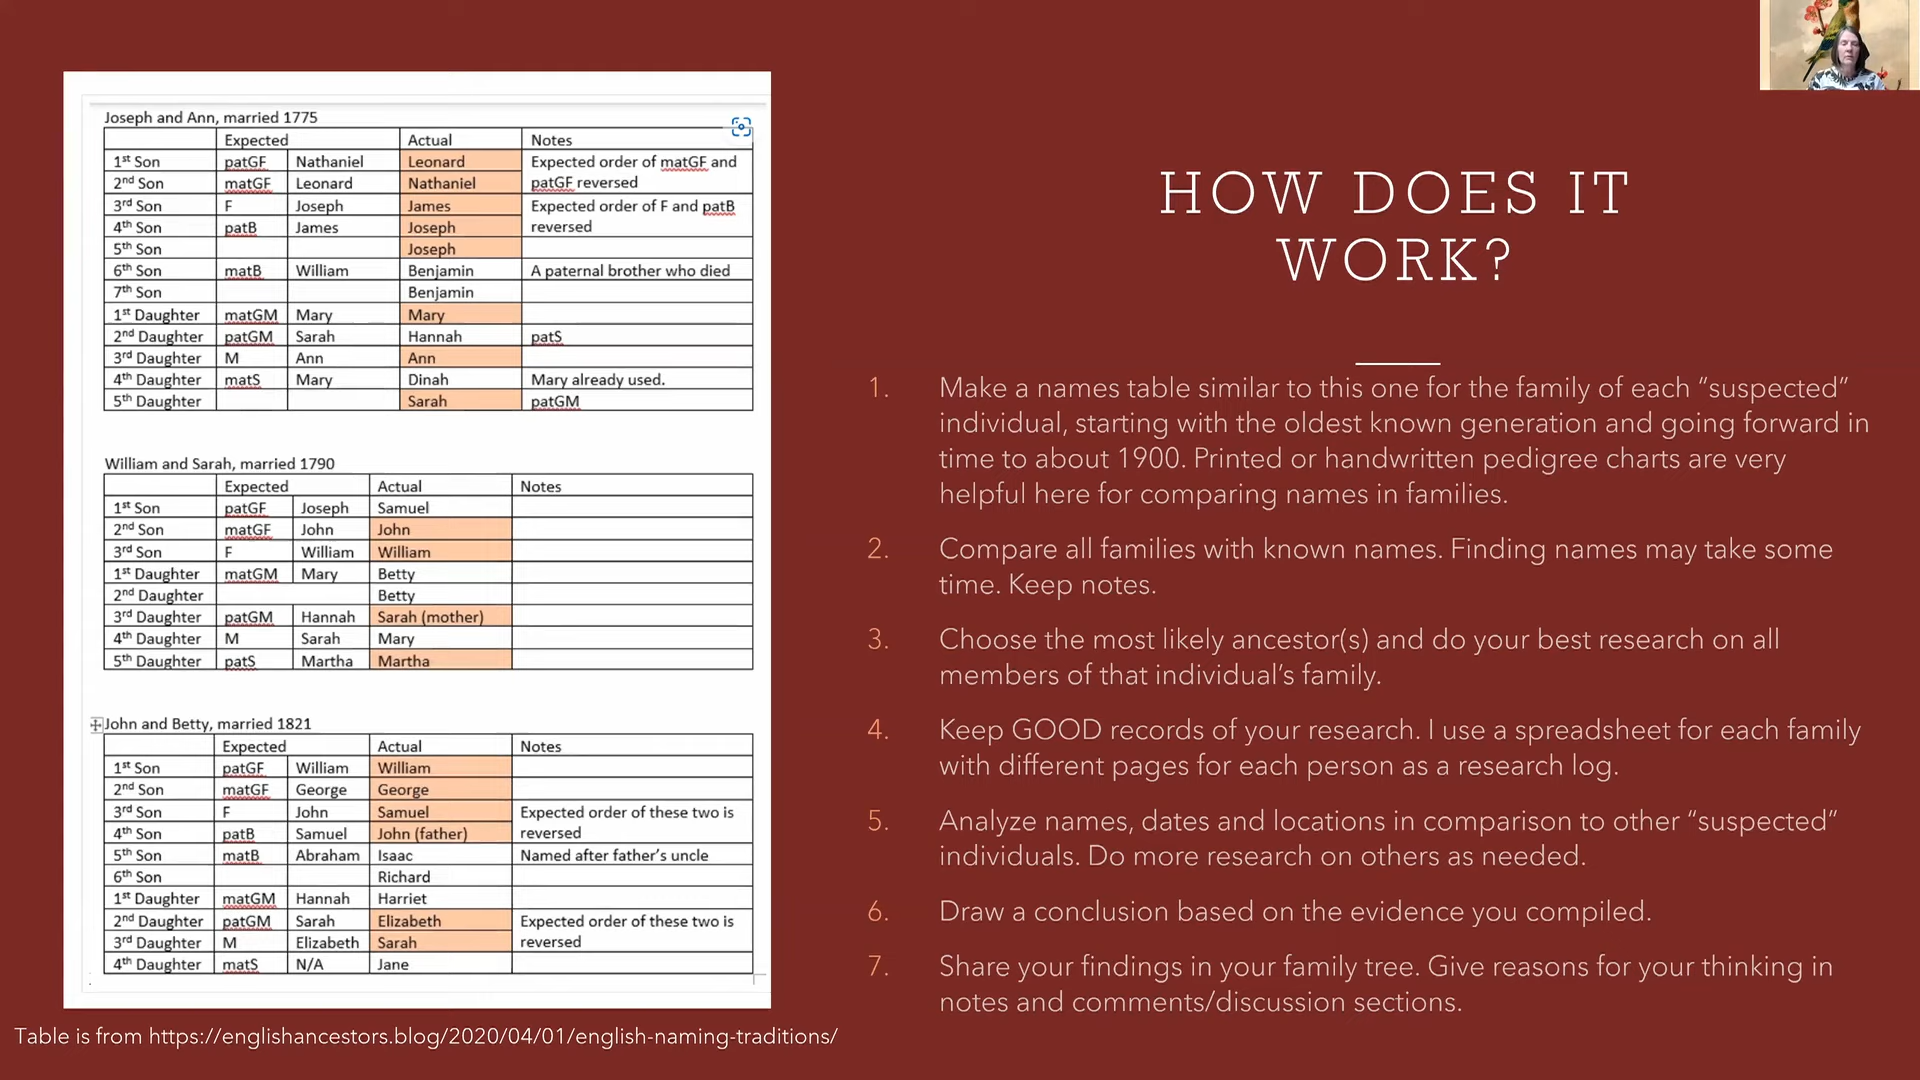 Joseph and Ann, married 1775
Expected Actual Notes
1st Son patGF Nathaniel Leonard Expected order of matGF and
2nd Son matGF Leonard Nathaniel patGF reversed
3rd Son F Joseph James Expected order of F and patB
4th Son patB James Joseph reversed
5th Son Joseph
6th Son matB William Benjamin A paternal brother who died
7th Son Benjamin
1st Daughter matGM Mary Mary
2nd Daughter patGM Sarah Hannah patS
3rd Daughter M Ann Ann
4th Daughter matS Mary Dinah Mary already used.
5th Daughter Sarah patGM
William and Sarah, married 1790
Expected Actual Notes
1st Son patGF Joseph Samuel
2nd Son matGF John John
3rd Son F William William
1st Daughter matGM Mary Betty
2nd Daughter Betty
3rd Daughter patGM Hannah Sarah (mother)
4th Daughter M Sarah Mary
5th Daughter patS Martha Martha
John and Betty, married 1821
Expected Actual Notes
1st Son patGF William William
2nd Son matGF George George
3rd Son F John Samuel Expected order of these two is
4th Son patB Samuel John (father) reversed
5th Son matB Abraham Isaac Named after father's uncle
6th Son Richard
1st Daughter matGM Hannah Harriet
2nd Daughter patGM Sarah Elizabeth Expected order of these two is
3rd Daughter M Elizabeth Sarah reversed
4th Daughter matS N/A Jane
Table is from https://englishancestors.blog/2020/04/01/english-naming-traditions/
HOW DOES IT
WORK?
1. Make a names table similar to this one for the family of each “suspected”
individual, starting with the oldest known generation and going forward in
time to about 1900. Printed or handwritten pedigree charts are very
helpful here for comparing names in families.
2. Compare all families with known names. Finding names may take some
time. Keep notes.
3. Choose the most likely ancestor(s) and do your best research on all
members of that individual’s family.
4. Keep GOOD records of your research. I use a spreadsheet for each family
with different pages for each person as a research log.
5. Analyze names, dates and locations in comparison to other “suspected”
individuals. Do more research on others as needed.
6. Draw a conclusion based on the evidence you compiled.
7. Share your findings in your family tree. Give reasons for your thinking in
notes and comments/discussion sections.